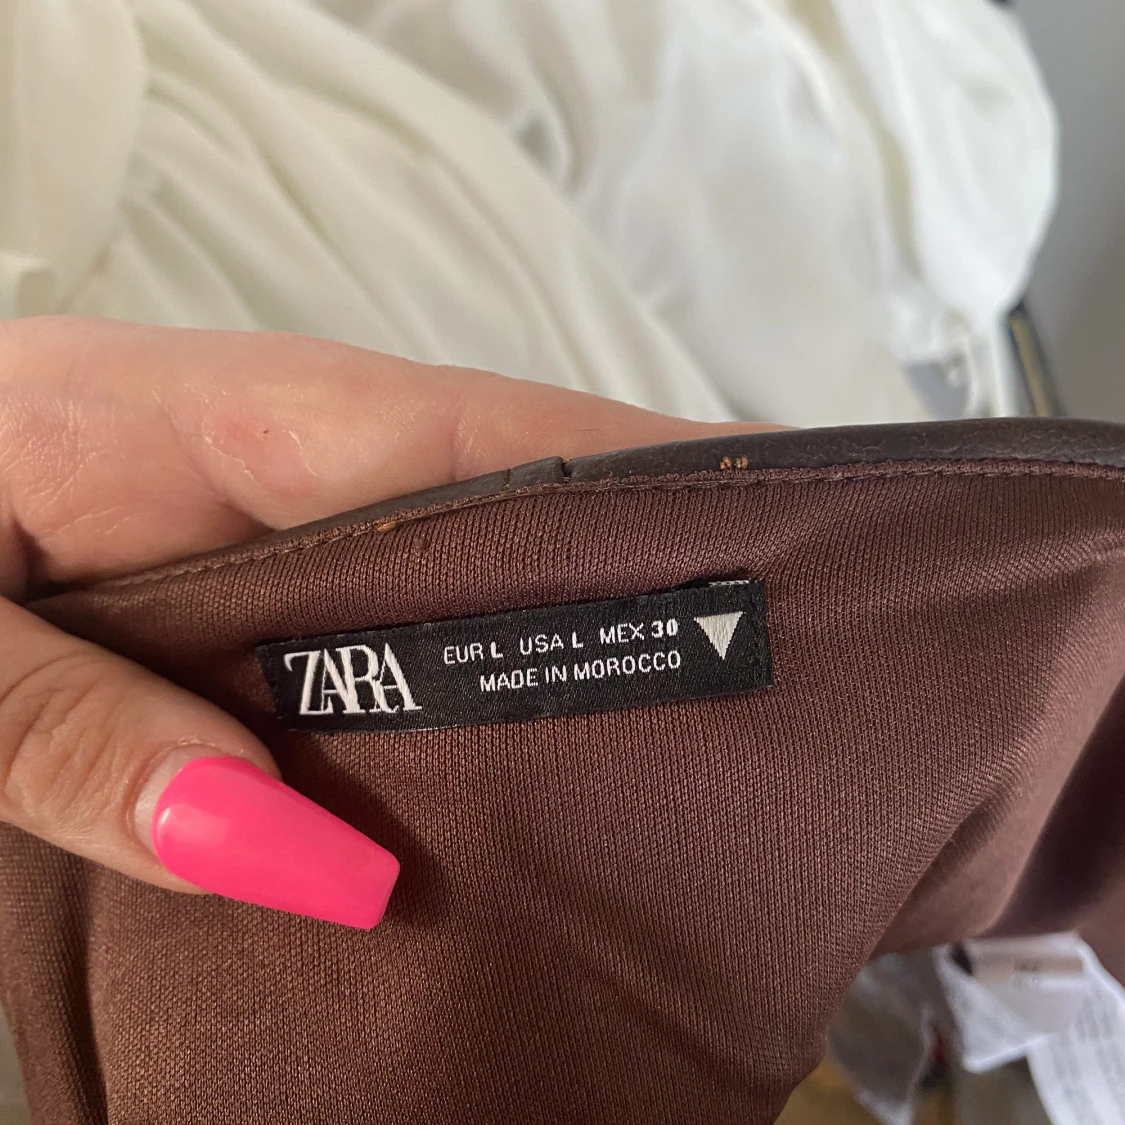 ZARA
EUR L USA L MEX 30
MADE IN MOROCCO